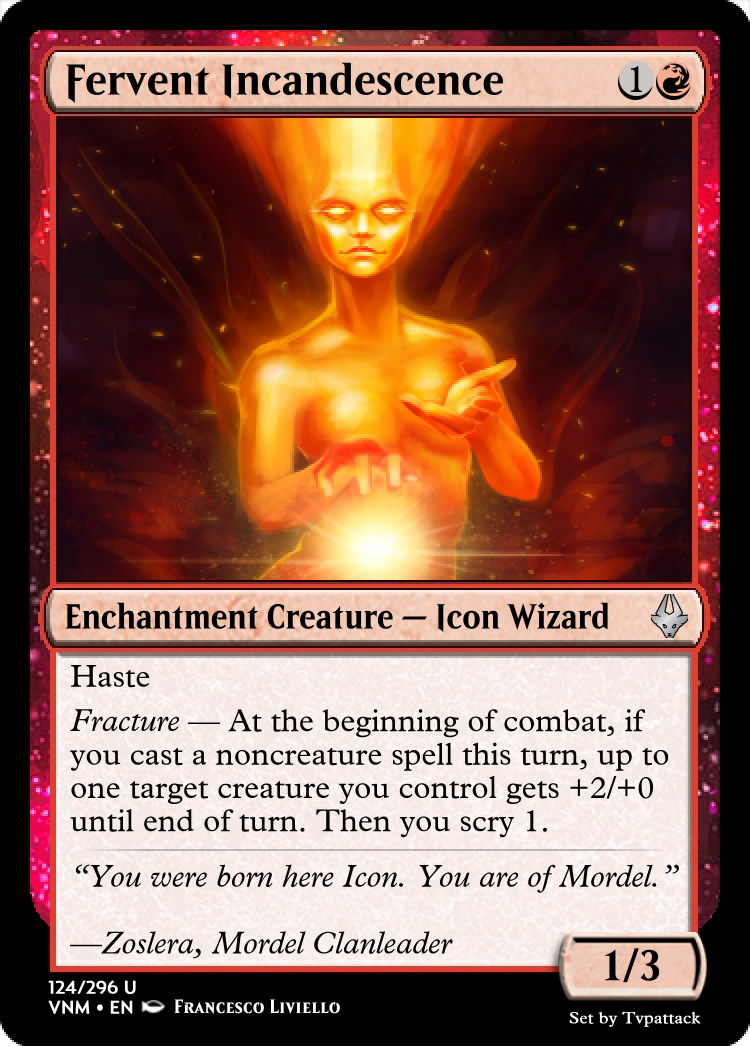 Fervent Incandescence 1
Enchantment Creature — Icon Wizard
Haste
Fracture — At the beginning of combat, if
you cast a noncreature spell this turn, up to
one target creature you control gets +2/+0
until end of turn. Then you scry 1.
“You were born here Icon. You are of Mordel.”
—Zoslera, Mordel Clanleader
1/3
124/296 U
VNM • EN Francesco Liviello
Set by Tvpattack